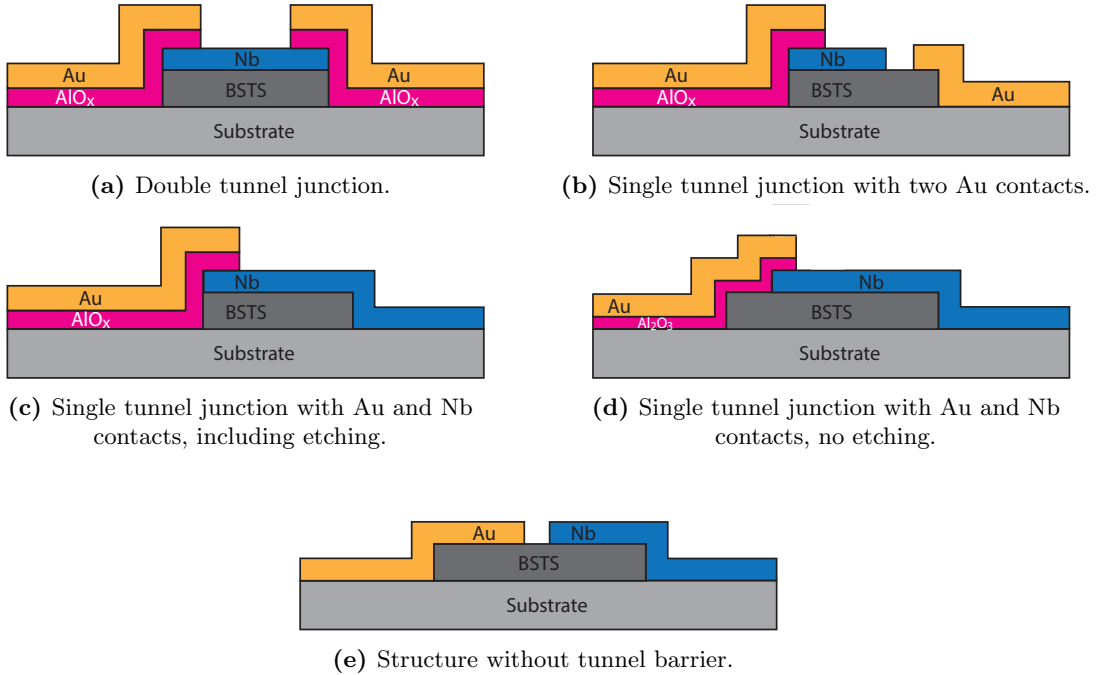 Au
Nb
Au
BSTS
AlOₓ
AlOₓ
Substrate
(a) Double tunnel junction.
Nb
Au
BSTS
AlOₓ
Au
Substrate
(b) Single tunnel junction with two Au contacts.
Nb
Au
BSTS
AlOₓ
Substrate
(c) Single tunnel junction with Au and Nb
contacts, including etching.
Nb
Au
BSTS
Al₂O₃
Substrate
(d) Single tunnel junction with Au and Nb
contacts, no etching.
Au
Nb
BSTS
Substrate
(e) Structure without tunnel barrier.